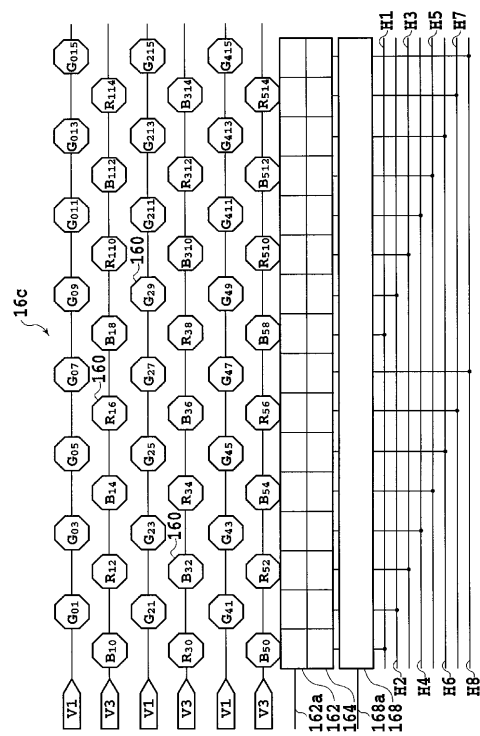 16c
V1 G01 G03 G05 G07 G09 G011 G013 G015
V3 B10 R12 B14 R16 B18 R110 B112 R114
160
160
V1 G21 G23 G25 G27 G29 G211 G213 G215
160
V3 R30 B32 R34 B36 R38 B310 R312 B314
V1 G41 G43 G45 G47 G49 G411 G413 G415
V3 B50 R52 B54 R56 B58 R510 B512 R514
162a
162
164
168a
168
H1
H2
H3
H4
H5
H6
H7
H8